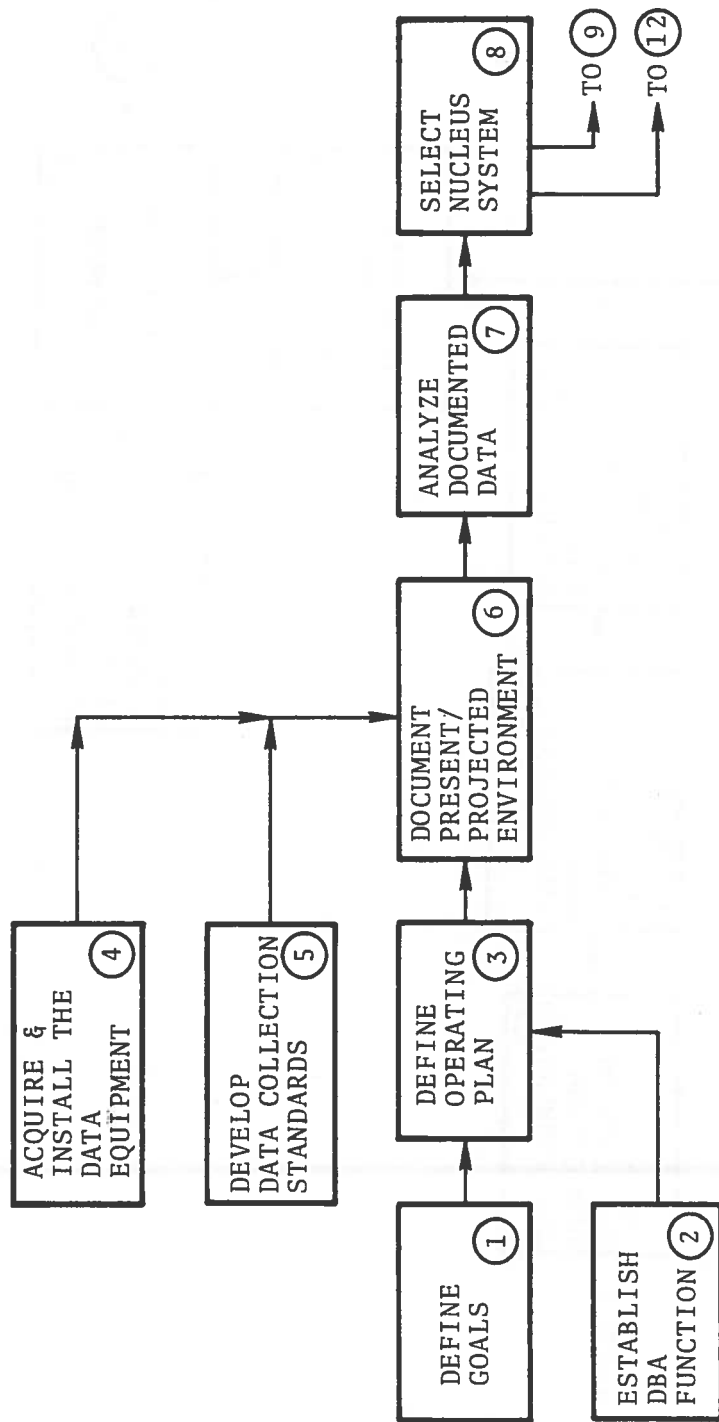 ACQUIRE &
INSTALL THE
DATA
EQUIPMENT
4
DEVELOP
DATA COLLECTION
STANDARDS
5
DEFINE
GOALS
1
ESTABLISH
DBA
FUNCTION
2
DEFINE
OPERATING
PLAN
3
DOCUMENT
PRESENT/
PROJECTED
ENVIRONMENT
6
ANALYZE
DOCUMENTED
DATA
7
SELECT
NUCLEUS
SYSTEM
8
TO 9
TO 12